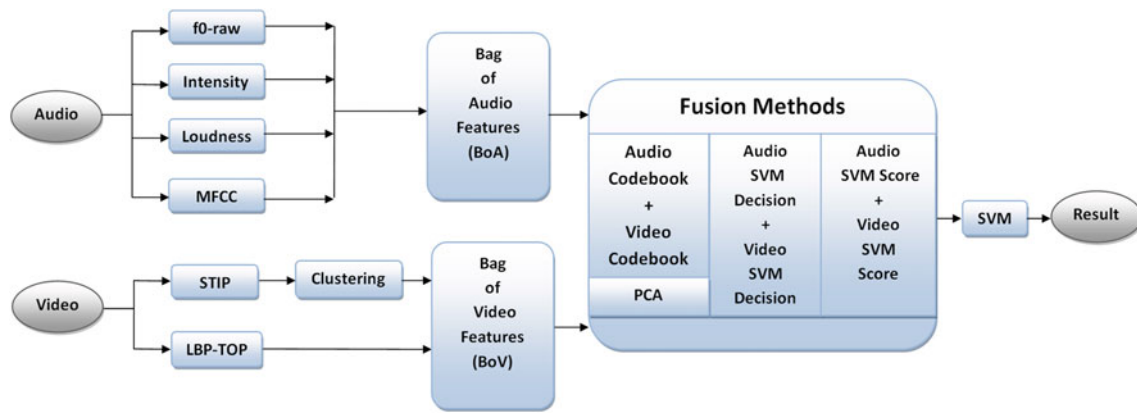 Audio
f0-raw
Intensity
Loudness
MFCC
Bag
of
Audio
Features
(BoA)
Video
STIP
Clustering
LBP-TOP
Bag
of
Video
Features
(BoV)
Fusion Methods
Audio
Codebook
+
Video
Codebook
PCA
Audio
SVM
Decision
+
Video
SVM
Decision
Audio
SVM Score
+
Video
SVM
Score
SVM
Result